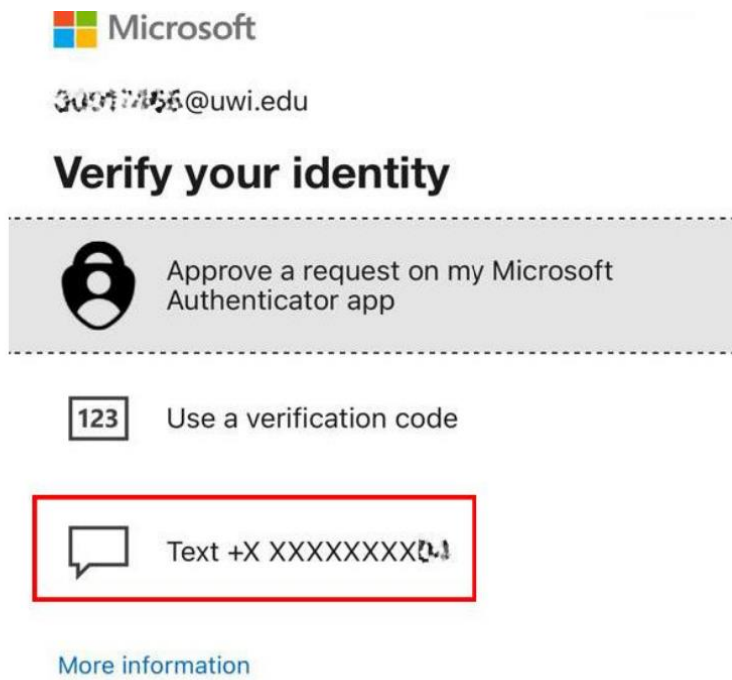 Microsoft
@uwi.edu
Verify your identity
Approve a request on my Microsoft
Authenticator app
123
Use a verification code
Text +X XXXXXXXX
More information